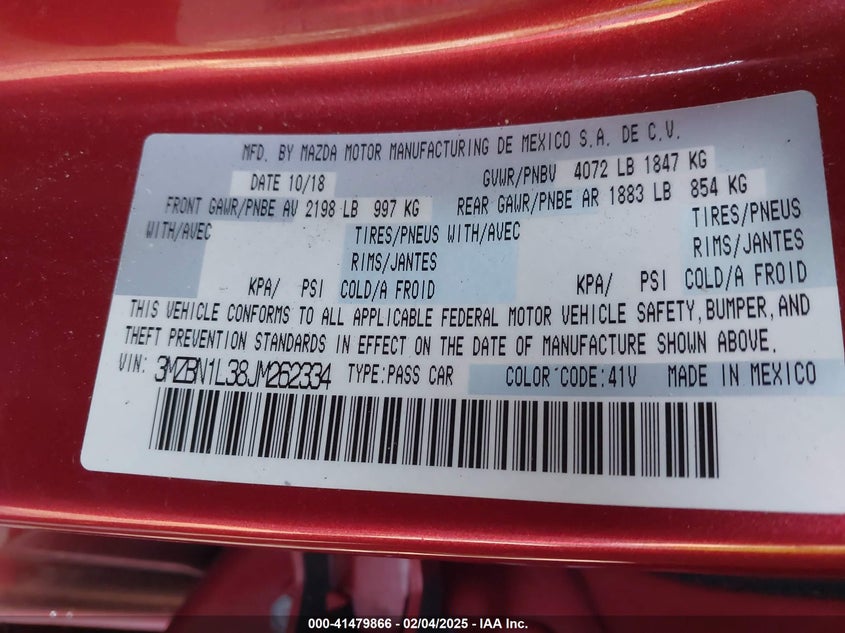 MFD. BY MAZDA MOTOR MANUFACTURING DE MEXICO S.A. DE C.V.
DATE 10/18 GVWR/PNBV 4072 LB 1847 KG
FRONT GAWR/PNBE AV 2198 LB 997 KG REAR GAWR/PNBE AR 1883 LB 854 KG
WITH/AVEC TIRES/PNEUS WITH/AVEC TIRES/PNEUS
RIMS/JANTES RIMS/JANTES
KPA/ PSI COLD/A FROID KPA/ PSI COLD/A FROID
THIS VEHICLE CONFORMS TO ALL APPLICABLE FEDERAL MOTOR VEHICLE SAFETY, BUMPER, AND
THEFT PREVENTION STANDARDS IN EFFECT ON THE DATE OF MANUFACTURE SHOWN ABOVE.
VIN: 3MZBN1L38JM262334 TYPE:PASS CAR COLOR CODE:41V MADE IN MEXICO
000-41479866 - 02/04/2025 - IAA Inc.